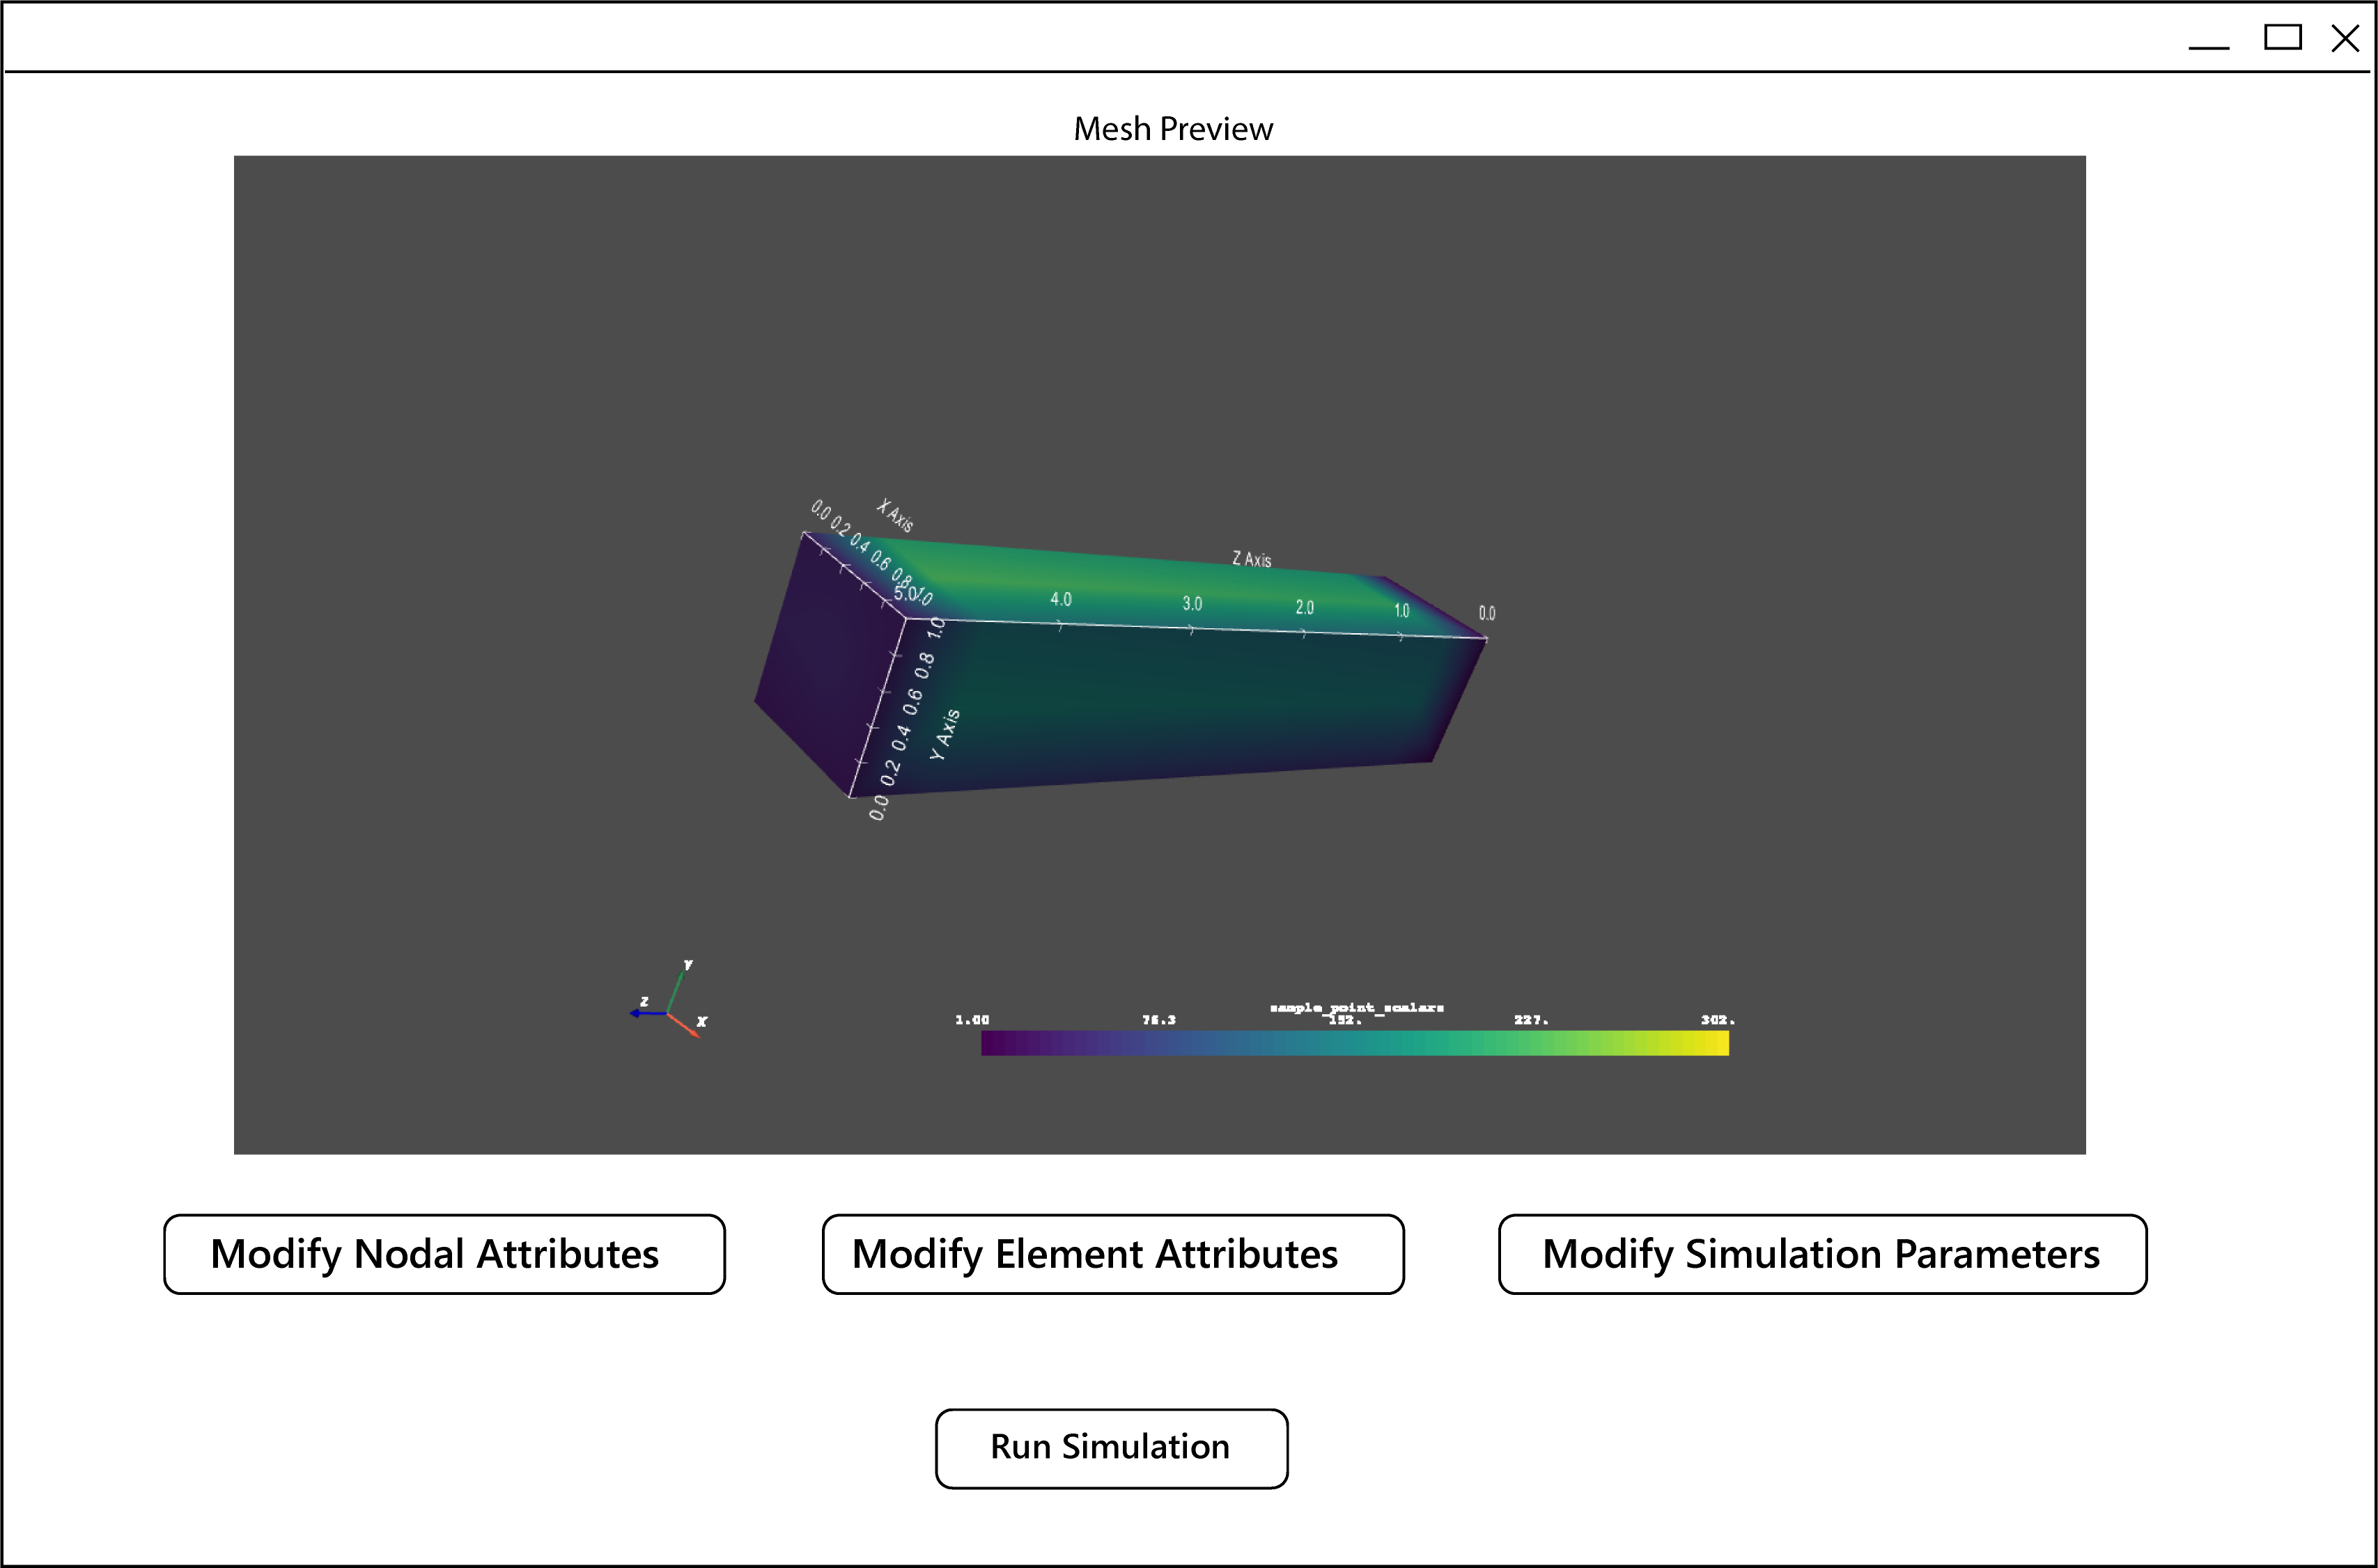 Mesh Preview
X Axis
0.0 0.2 0.4 0.6 0.8 1.0
Z Axis
5.0 4.0 3.0 2.0 1.0 0.0
1.0
0.8
0.6
0.4
0.2
0.0
Y Axis
Y
Z
X
sample_point_scalars
1.00 76.3 152. 227. 302.
Modify Nodal Attributes
Modify Element Attributes
Modify Simulation Parameters
Run Simulation